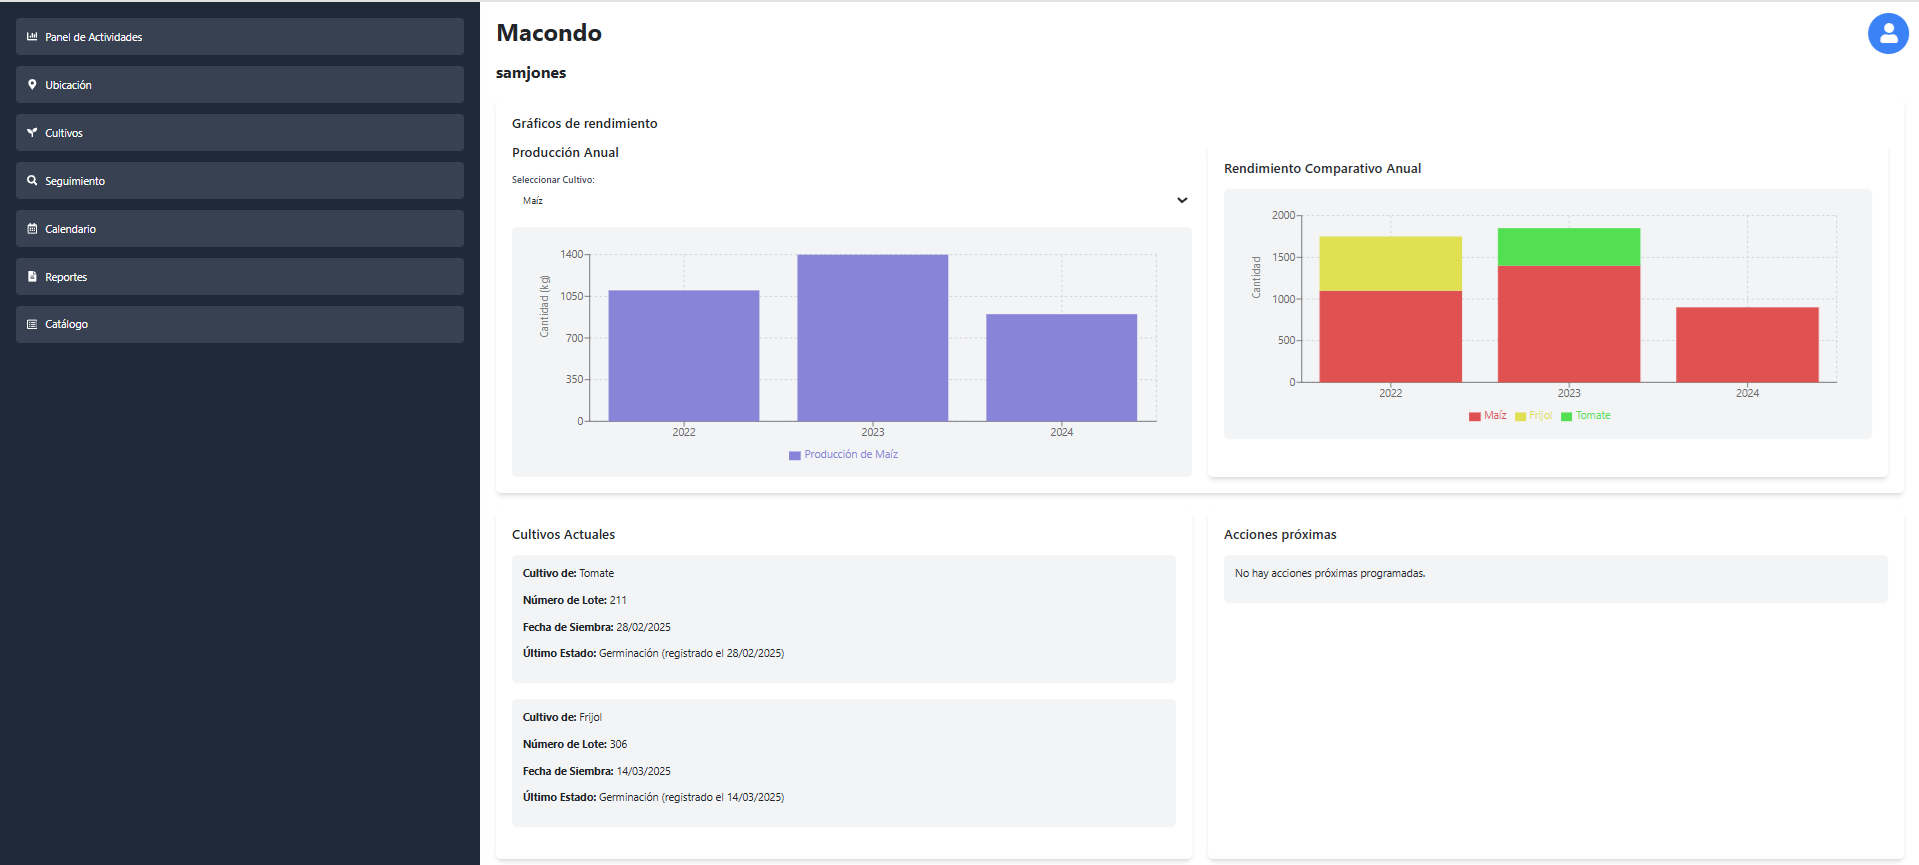 Panel de Actividades
Ubicación
Cultivos
Seguimiento
Calendario
Reportes
Catálogo
Macondo
samjones
Gráficos de rendimiento
Producción Anual
Seleccionar Cultivo:
Maíz
1400
1050
700
350
0
Cantidad (kg)
2022 2023 2024
Producción de Maíz
Rendimiento Comparativo Anual
2000
1500
1000
500
0
Cantidad
2022 2023 2024
Maíz Frijol Tomate
Cultivos Actuales
Cultivo de: Tomate
Número de Lote: 211
Fecha de Siembra: 28/02/2025
Último Estado: Germinación (registrado el 28/02/2025)
Cultivo de: Frijol
Número de Lote: 306
Fecha de Siembra: 14/03/2025
Último Estado: Germinación (registrado el 14/03/2025)
Acciones próximas
No hay acciones próximas programadas.